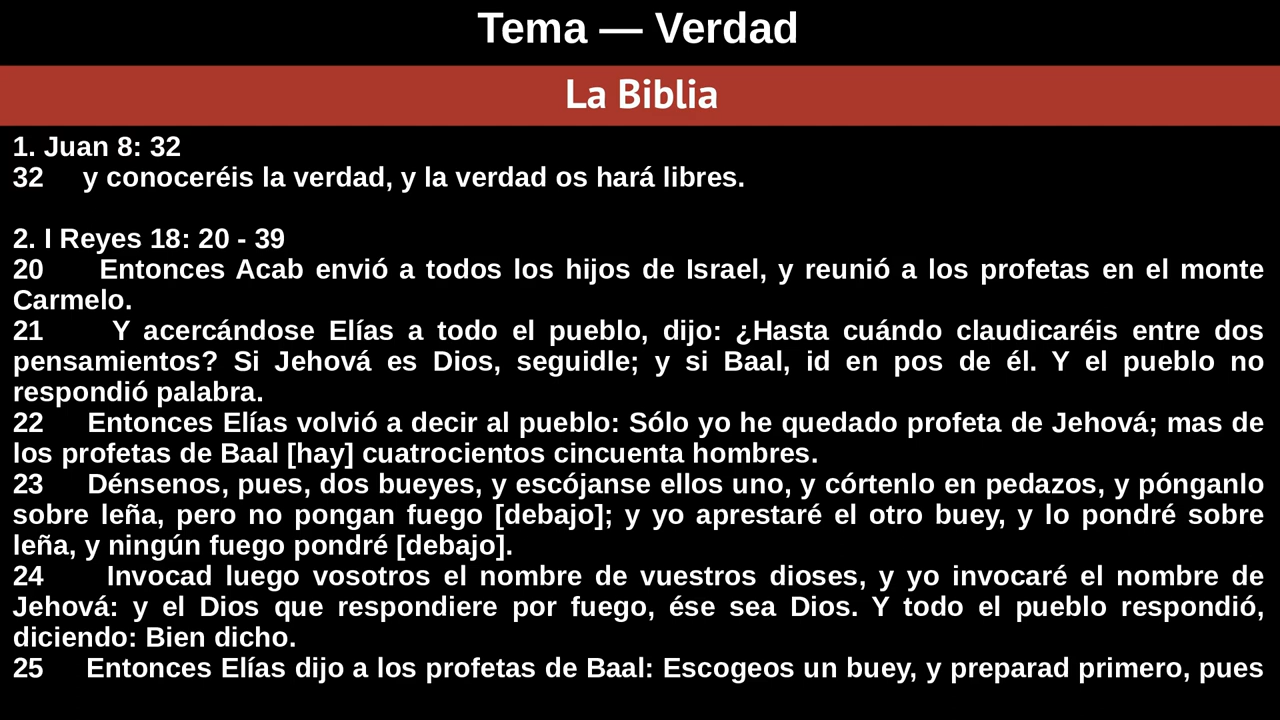 Tema — Verdad
La Biblia
1. Juan 8: 32
32 y conoceréis la verdad, y la verdad os hará libres.
2. I Reyes 18: 20 - 39
20 Entonces Acab envió a todos los hijos de Israel, y reunió a los profetas en el monte
Carmelo.
21 Y acercándose Elías a todo el pueblo, dijo: ¿Hasta cuándo claudicaréis entre dos
pensamientos? Si Jehová es Dios, seguidle; y si Baal, id en pos de él. Y el pueblo no
respondió palabra.
22 Entonces Elías volvió a decir al pueblo: Sólo yo he quedado profeta de Jehová; mas de
los profetas de Baal [hay] cuatrocientos cincuenta hombres.
23 Dénsenos, pues, dos bueyes, y escójanse ellos uno, y córtenlo en pedazos, y pónganlo
sobre leña, pero no pongan fuego [debajo]; y yo aprestaré el otro buey, y lo pondré sobre
leña, y ningún fuego pondré [debajo].
24 Invocad luego vosotros el nombre de vuestros dioses, y yo invocaré el nombre de
Jehová: y el Dios que respondiere por fuego, ése sea Dios. Y todo el pueblo respondió,
diciendo: Bien dicho.
25 Entonces Elías dijo a los profetas de Baal: Escogeos un buey, y preparad primero, pues